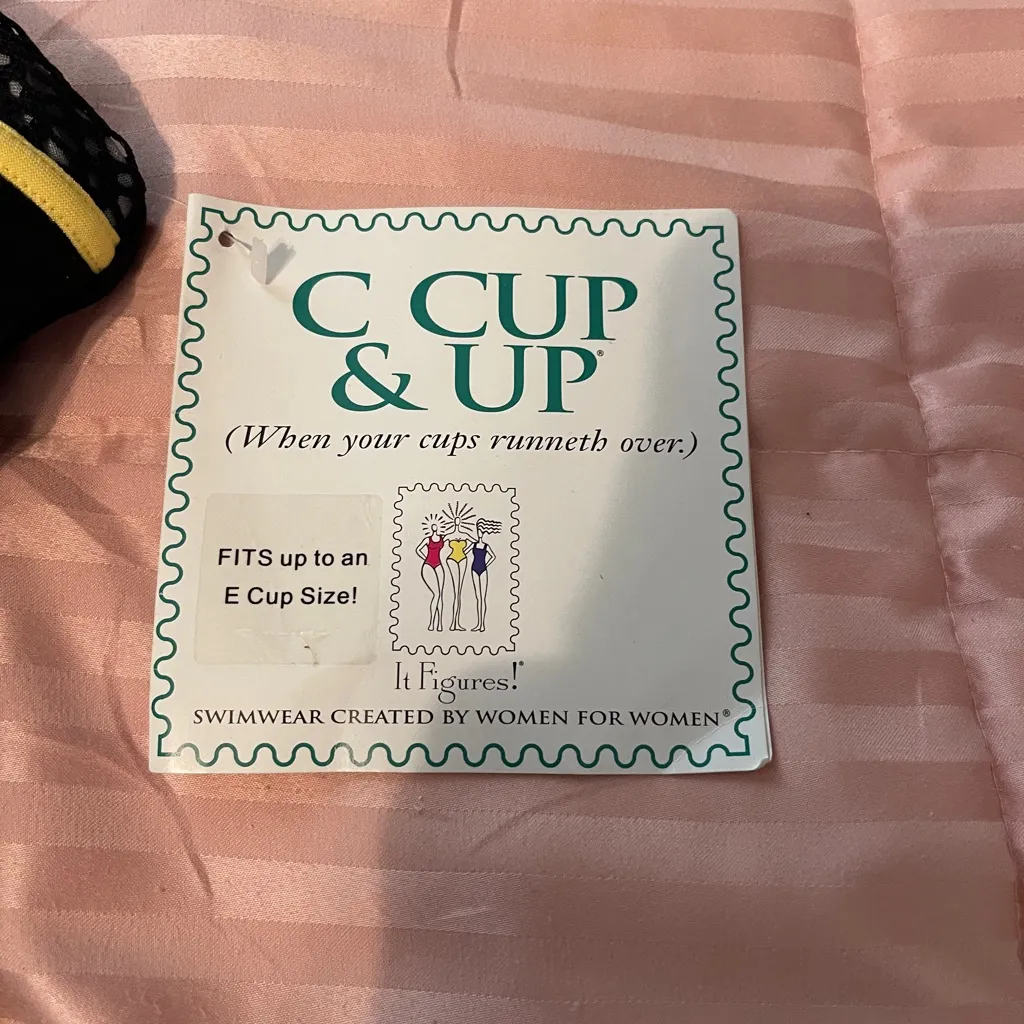 C CUP
& UP®
(When your cups runneth over.)
FITS up to an
E Cup Size!
It Figures!®
SWIMWEAR CREATED BY WOMEN FOR WOMEN®